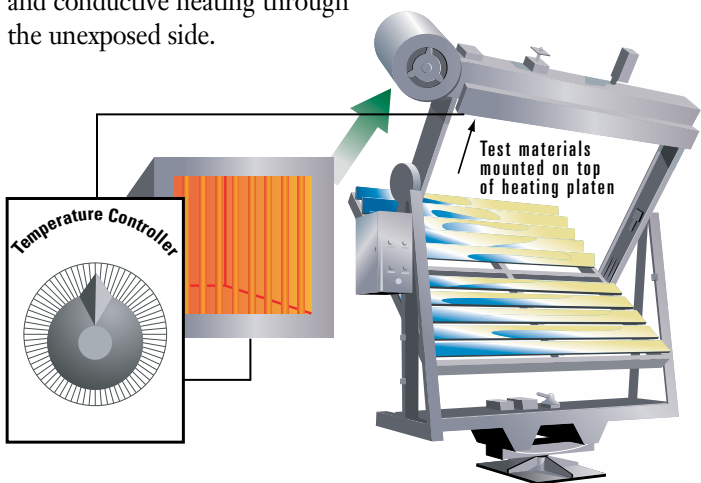 and conductive heating through
the unexposed side.
Test materials
mounted on top
of heating platen
Temperature Controller